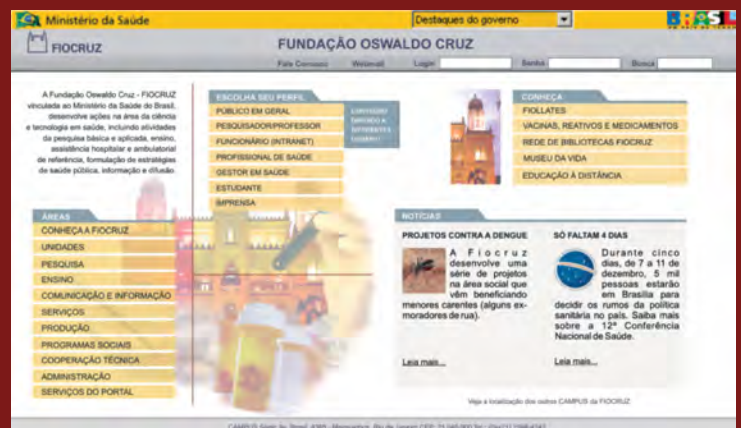 Ministério da Saúde
Destaques do governo
BRASIL
FIOCRUZ
FUNDAÇÃO OSWALDO CRUZ
Fale Conosco Webmail Login Senha Busca
A Fundação Oswaldo Cruz - FIOCRUZ
vinculada ao Ministério da Saúde do Brasil,
desenvolve ações na área da ciência
e tecnologia em saúde, incluindo atividades
da pesquisa básica e aplicada, ensino,
assistência hospitalar e ambulatorial
de referência, formulação de estratégias
de saúde pública, informação e difusão.
ESCOLHA SEU PERFIL
PÚBLICO EM GERAL
PESQUISADOR/PROFESSOR
FUNCIONÁRIO (INTRANET)
PROFISSIONAL DE SAÚDE
GESTOR EM SAÚDE
ESTUDANTE
IMPRENSA
CONTEÚDO
DIRIGIDO A
DIFERENTES
CONHEÇA
FIOLLATES
VACINAS, REATIVOS E MEDICAMENTOS
REDE DE BIBLIOTECAS FIOCRUZ
MUSEU DA VIDA
EDUCAÇÃO À DISTÂNCIA
ÁREAS
CONHEÇA A FIOCRUZ
UNIDADES
PESQUISA
ENSINO
COMUNICAÇÃO E INFORMAÇÃO
SERVIÇOS
PRODUÇÃO
PROGRAMAS SOCIAIS
COOPERAÇÃO TÉCNICA
ADMINISTRAÇÃO
SERVIÇOS DO PORTAL
NOTÍCIAS
PROJETOS CONTRA A DENGUE
A Fiocruz
desenvolve uma
série de projetos
na área social que
vêm beneficiando
menores carentes (alguns ex-
moradores de rua).
Leia mais...
SÓ FALTAM 4 DIAS
Durante cinco
dias, de 7 a 11 de
dezembro, 5 mil
pessoas estarão
em Brasília para
decidir os rumos da política
sanitária no país. Saiba mais
sobre a 12ª Conferência
Nacional de Saúde.
Leia mais...
Veja a localização dos outros CAMPUS da FIOCRUZ